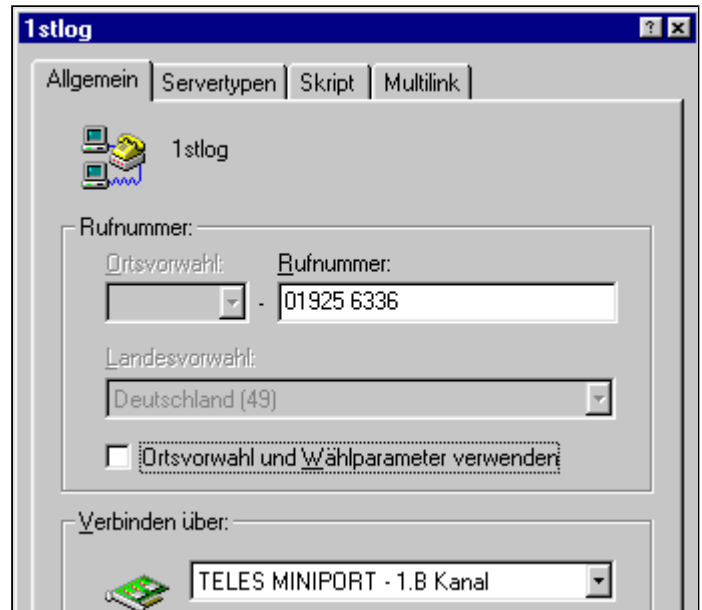 1stlog
Allgemein Servertypen Skript Multilink
1stlog
Rufnummer:
Ortsvorwahl: Rufnummer:
- 01925 6336
Landesvorwahl:
Deutschland (49)
Ortsvorwahl und Wählparameter verwenden
Verbinden über:
TELES MINIPORT - 1.B Kanal